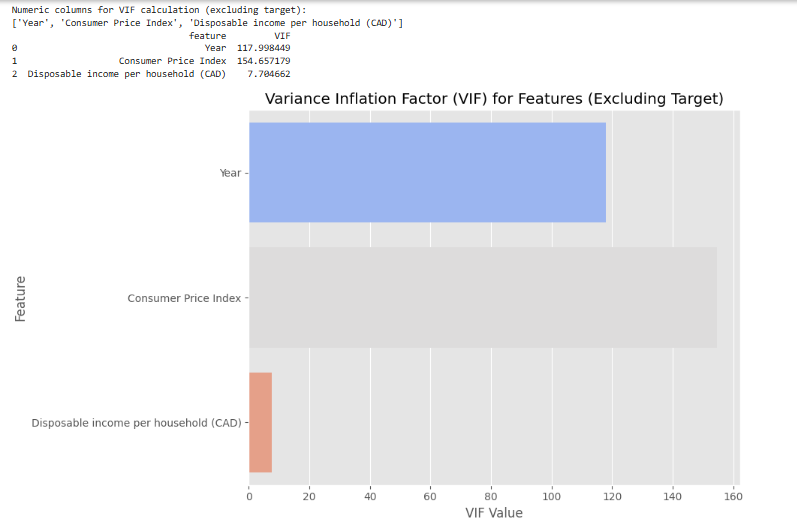 Numeric columns for VIF calculation (excluding target):
['Year', 'Consumer Price Index', 'Disposable income per household (CAD)']
feature VIF
0 Year 117.998449
1 Consumer Price Index 154.657179
2 Disposable income per household (CAD) 7.704662
Variance Inflation Factor (VIF) for Features (Excluding Target)
Year
Consumer Price Index
Disposable income per household (CAD)
Feature
0 20 40 60 80 100 120 140 160
VIF Value